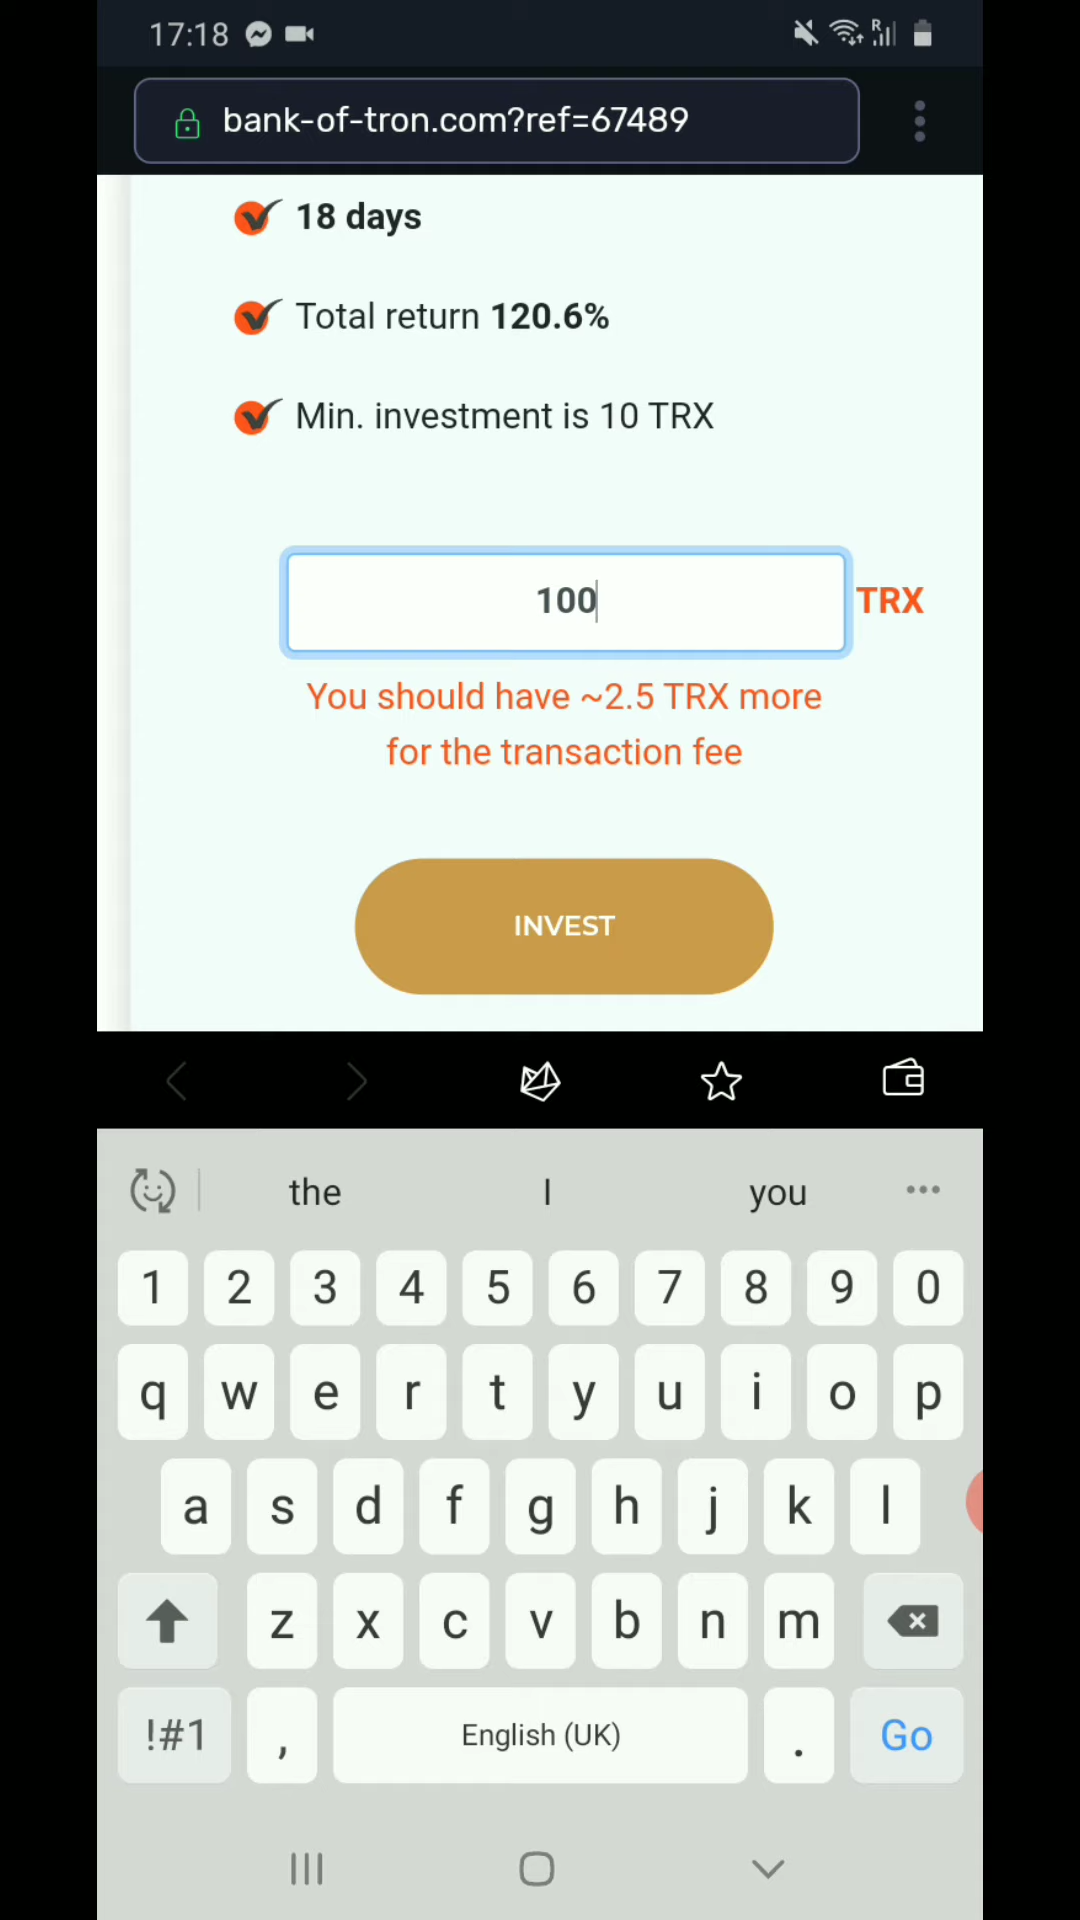 17:18
bank-of-tron.com?ref=67489
18 days
Total return 120.6%
Min. investment is 10 TRX
100 TRX
You should have ~2.5 TRX more
for the transaction fee
INVEST
the I you
1 2 3 4 5 6 7 8 9 0
q w e r t y u i o p
a s d f g h j k l
z x c v b n m
!#1 , English (UK) . Go